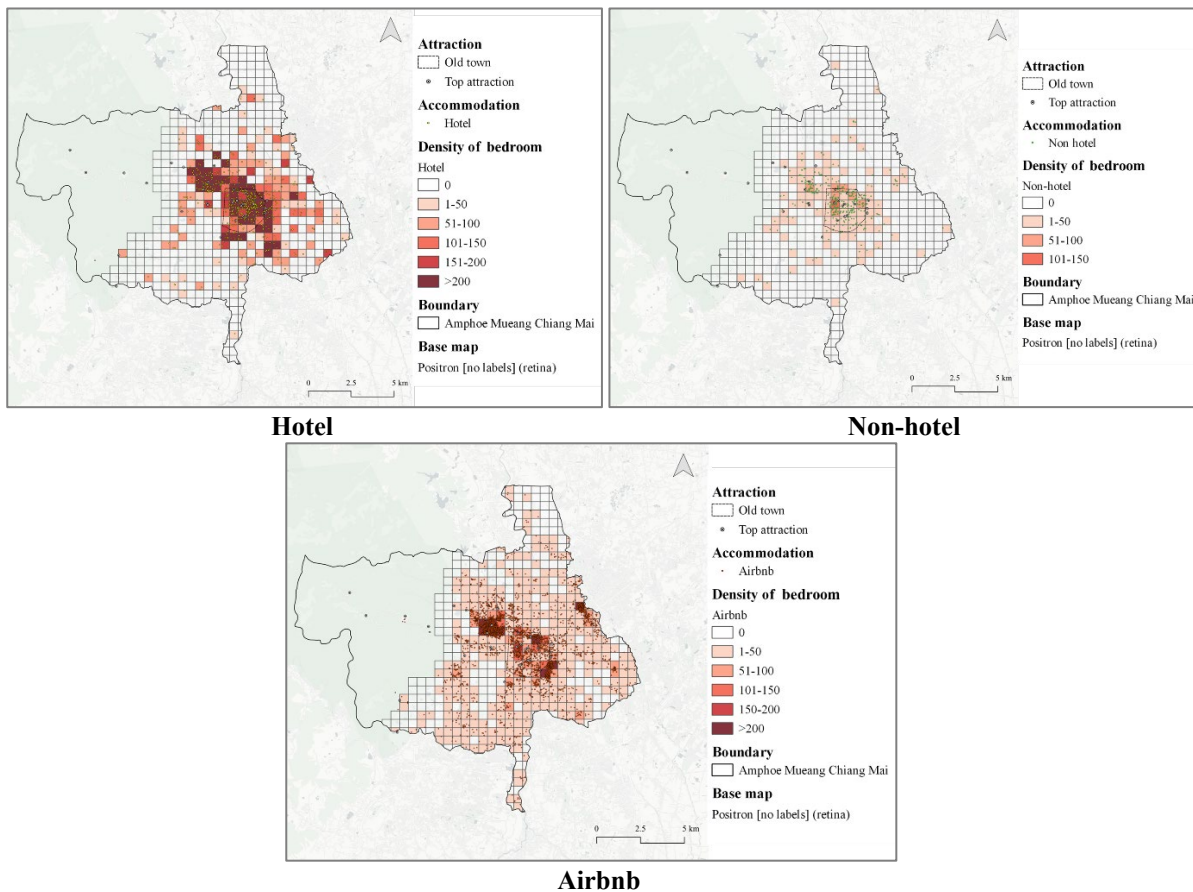 Attraction
Old town
Top attraction
Accommodation
Hotel
Density of bedroom
Hotel
0
1-50
51-100
101-150
151-200
>200
Boundary
Amphoe Mueang Chiang Mai
Base map
Positron [no labels] (retina)
0 2.5 5 km
Hotel
Attraction
Old town
Top attraction
Accommodation
Non hotel
Density of bedroom
Non-hotel
0
1-50
51-100
101-150
Boundary
Amphoe Mueang Chiang Mai
Base map
Positron [no labels] (retina)
0 2.5 5 km
Non-hotel
Attraction
Old town
Top attraction
Accommodation
Airbnb
Density of bedroom
Airbnb
0
1-50
51-100
101-150
150-200
>200
Boundary
Amphoe Mueang Chiang Mai
Base map
Positron [no labels] (retina)
0 2.5 5 km
Airbnb